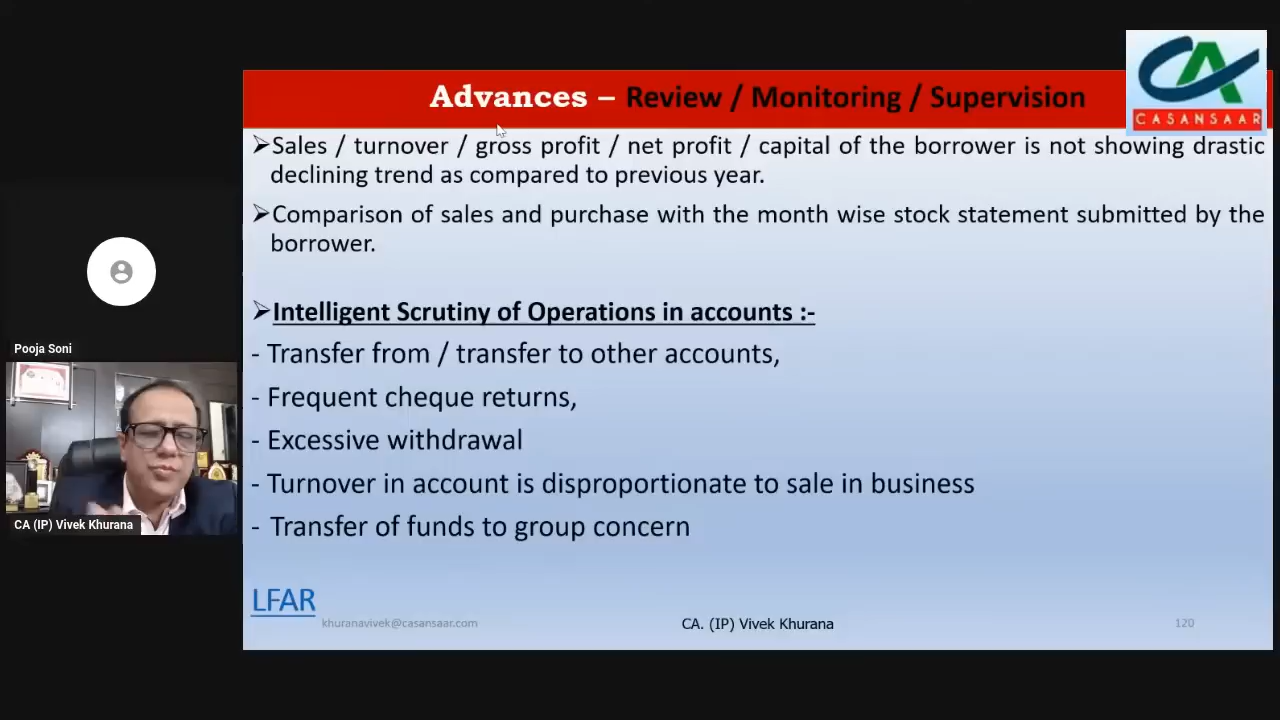 Advances – Review / Monitoring / Supervision
CASANSAAR
➢Sales / turnover / gross profit / net profit / capital of the borrower is not showing drastic
declining trend as compared to previous year.
➢Comparison of sales and purchase with the month wise stock statement submitted by the
borrower.
➢Intelligent Scrutiny of Operations in accounts :-
- Transfer from / transfer to other accounts,
- Frequent cheque returns,
- Excessive withdrawal
- Turnover in account is disproportionate to sale in business
- Transfer of funds to group concern
LFAR
khuranavivek@casansaar.com
CA. (IP) Vivek Khurana
120
Pooja Soni
CA (IP) Vivek Khurana